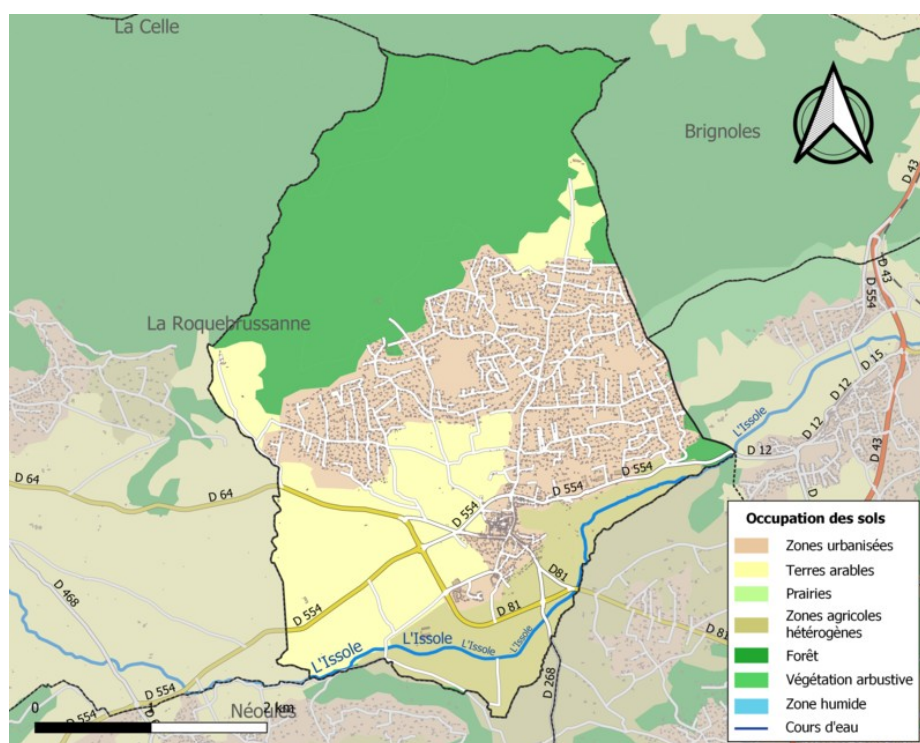 La Celle
Brignoles
D 43
D 43
D 554
La Roquebrussanne
D 15
D 12
L'Issole
D 12
D 12
D 43
D 64
D 64
D 554
D 554
D 554
D 468
D81
D 81
D 81
D 554
L'Issole
L'Issole
L'Issole
L'Issole
D 268
D 554
D 554
Néoules
0
1
2 km
Occupation des sols
Zones urbanisées
Terres arables
Prairies
Zones agricoles
hétérogènes
Forêt
Végétation arbustive
Zone humide
Cours d'eau